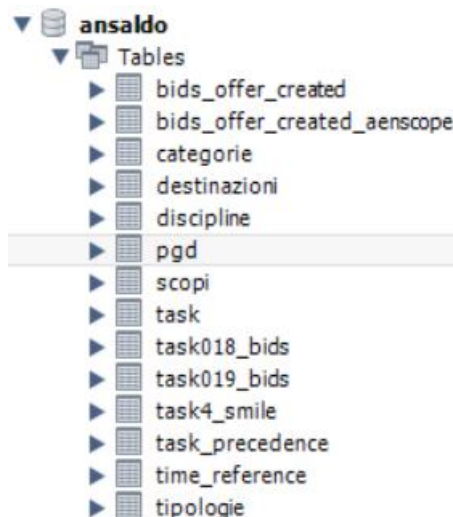 ansaldo
Tables
bids_offer_created
bids_offer_created_aenscope
categorie
destinazioni
discipline
pgd
scopi
task
task018_bids
task019_bids
task4_smile
task_precedence
time_reference
tipologie